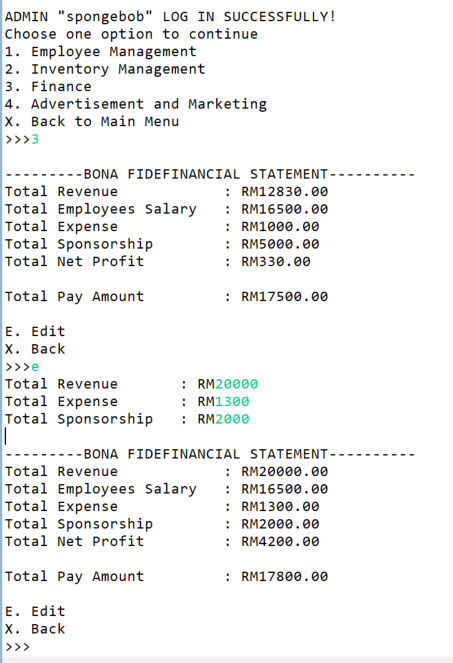 ADMIN "spongebob" LOG IN SUCCESSFULLY!
Choose one option to continue
1. Employee Management
2. Inventory Management
3. Finance
4. Advertisement and Marketing
X. Back to Main Menu
>>>3
---------BONA FIDEFINANCIAL STATEMENT----------
Total Revenue : RM12830.00
Total Employees Salary : RM16500.00
Total Expense : RM1000.00
Total Sponsorship : RM5000.00
Total Net Profit : RM330.00
Total Pay Amount : RM17500.00
E. Edit
X. Back
>>>e
Total Revenue : RM20000
Total Expense : RM1300
Total Sponsorship : RM2000
---------BONA FIDEFINANCIAL STATEMENT----------
Total Revenue : RM20000.00
Total Employees Salary : RM16500.00
Total Expense : RM1300.00
Total Sponsorship : RM2000.00
Total Net Profit : RM4200.00
Total Pay Amount : RM17800.00
E. Edit
X. Back
>>>